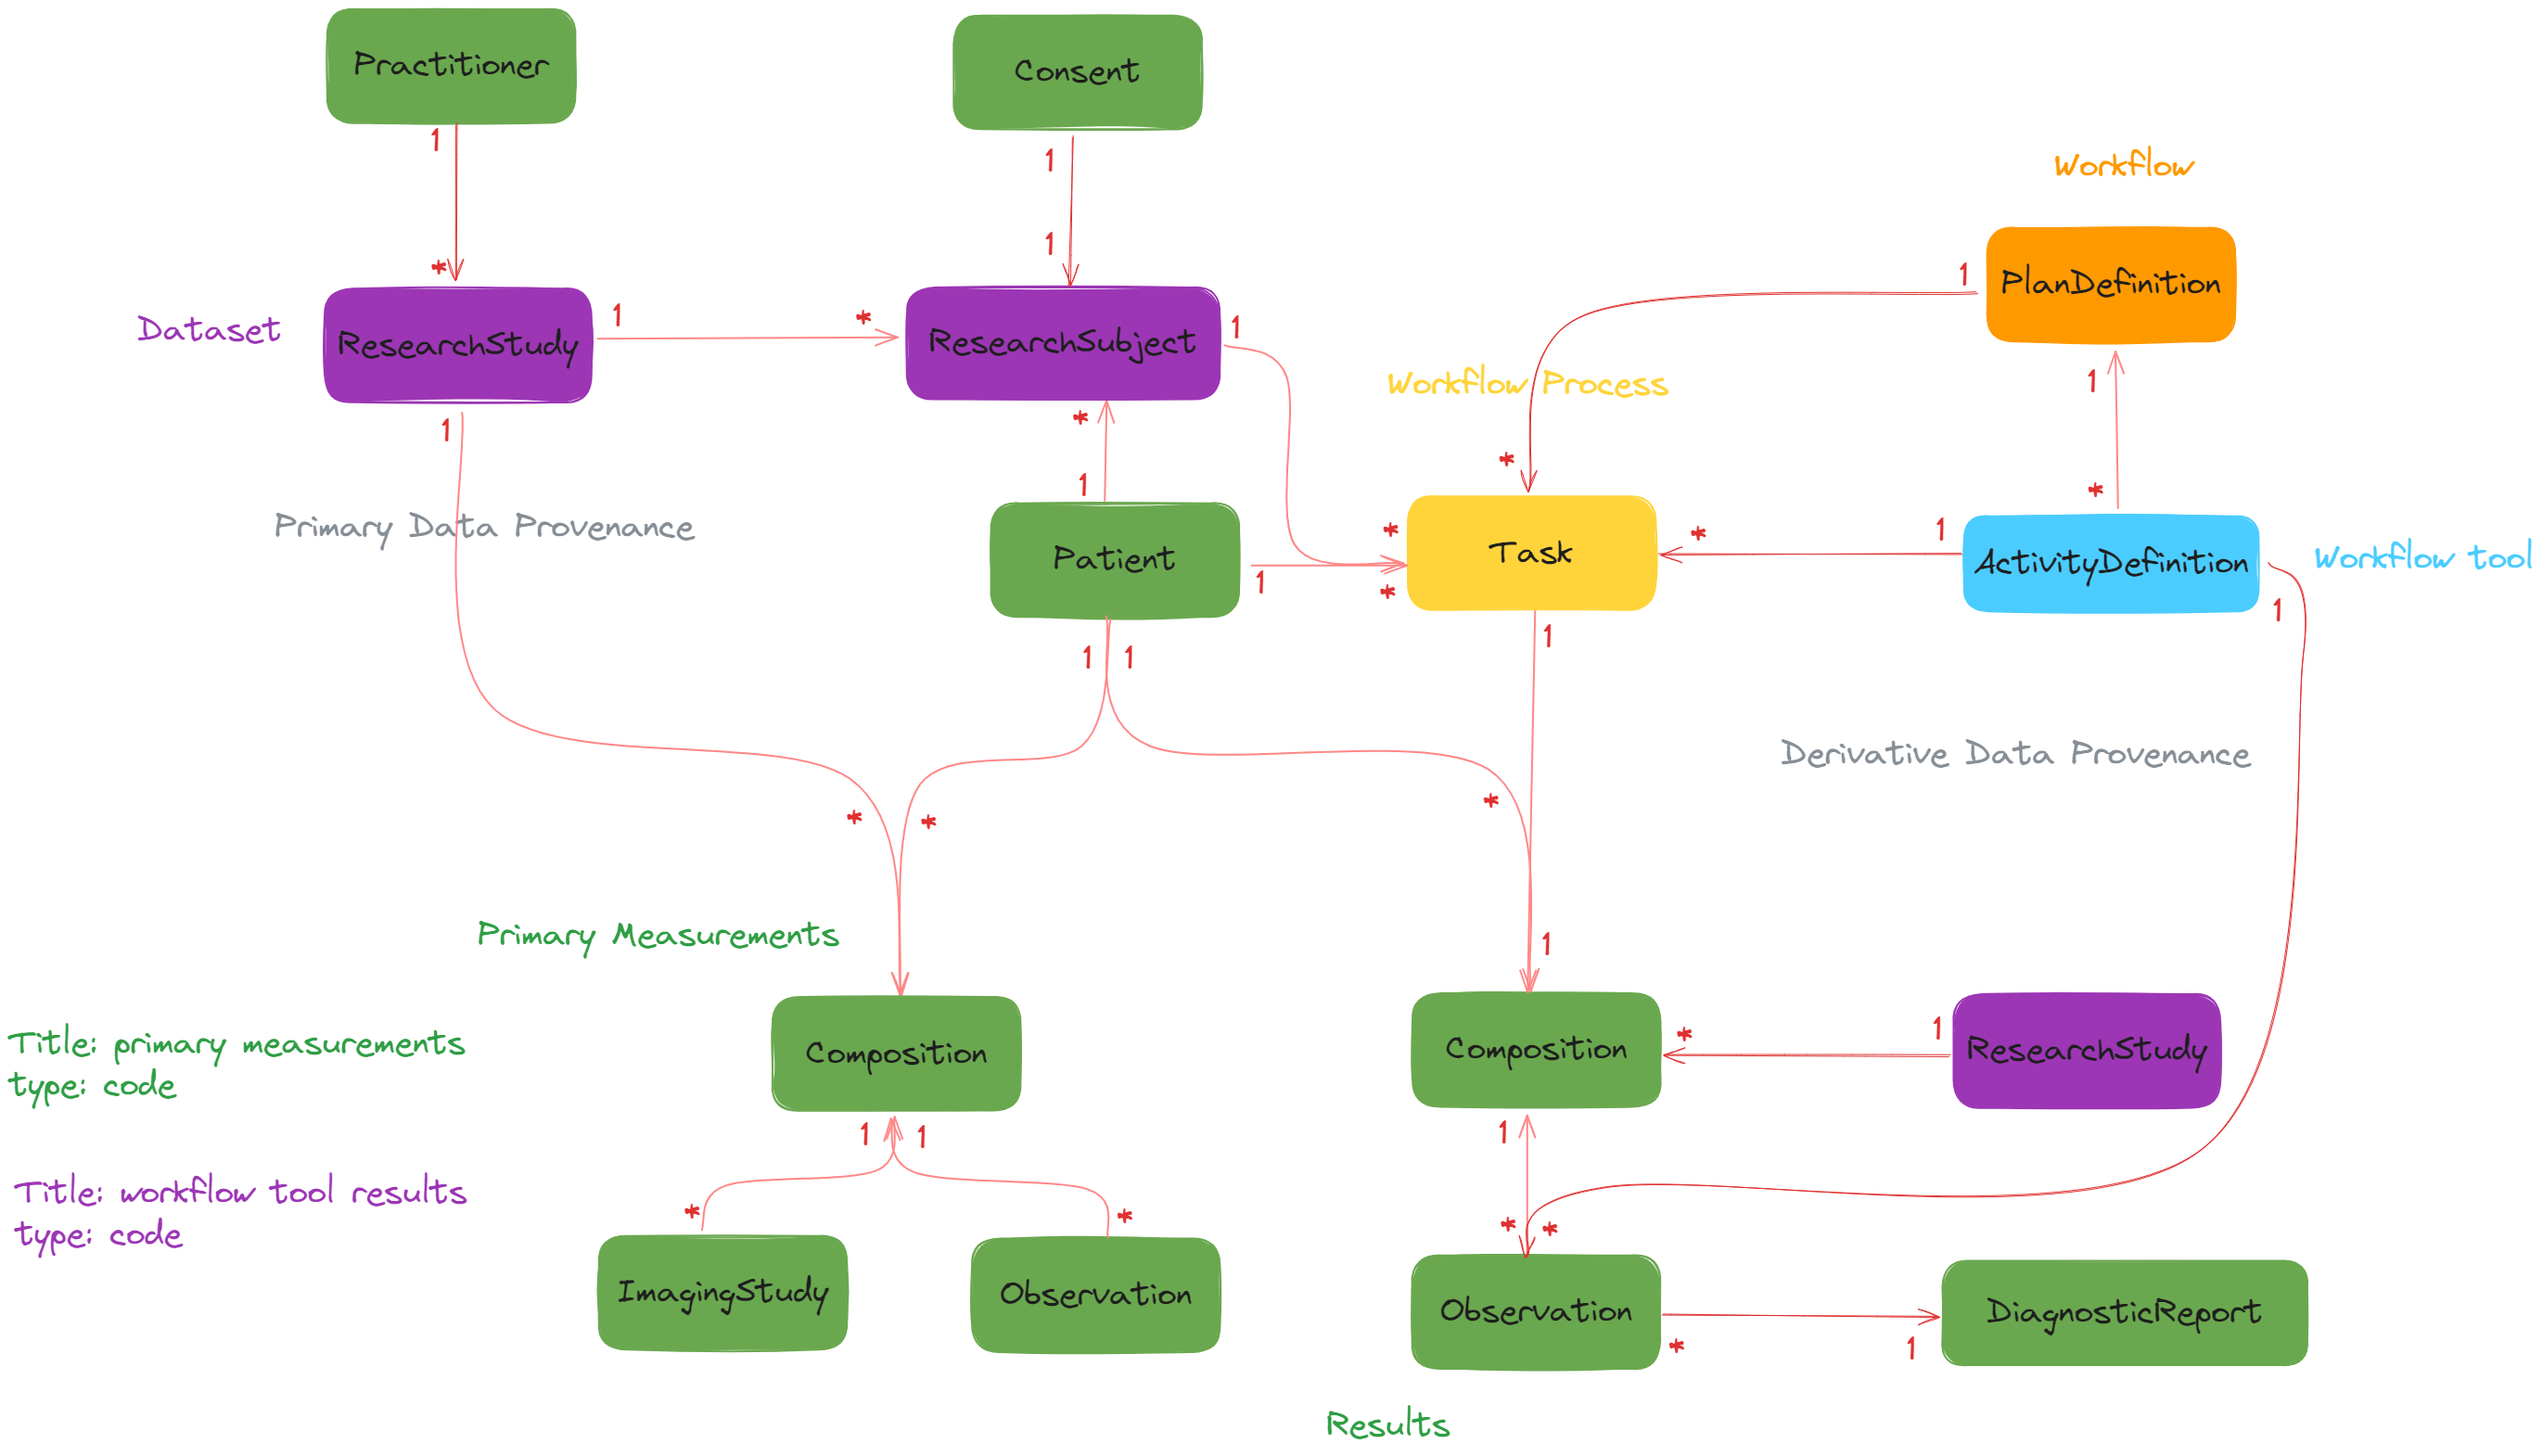 Practitioner
Consent
1
1
Workflow
1
*
1
PlanDefinition
Dataset
ResearchStudy
1
*
ResearchSubject
1
Workflow Process
1
1
*
*
1
*
*
Primary Data Provenance
Patient
1
*
Task
*
1
ActivityDefinition
Workflow tool
1
1
1
1
Derivative Data Provenance
*
*
*
Primary Measurements
1
Title: primary measurements
type: code
Composition
Composition
*
1
ResearchStudy
1
1
1
Title: workflow tool results
type: code
*
*
*
*
ImagingStudy
Observation
Observation
*
1
DiagnosticReport
Results